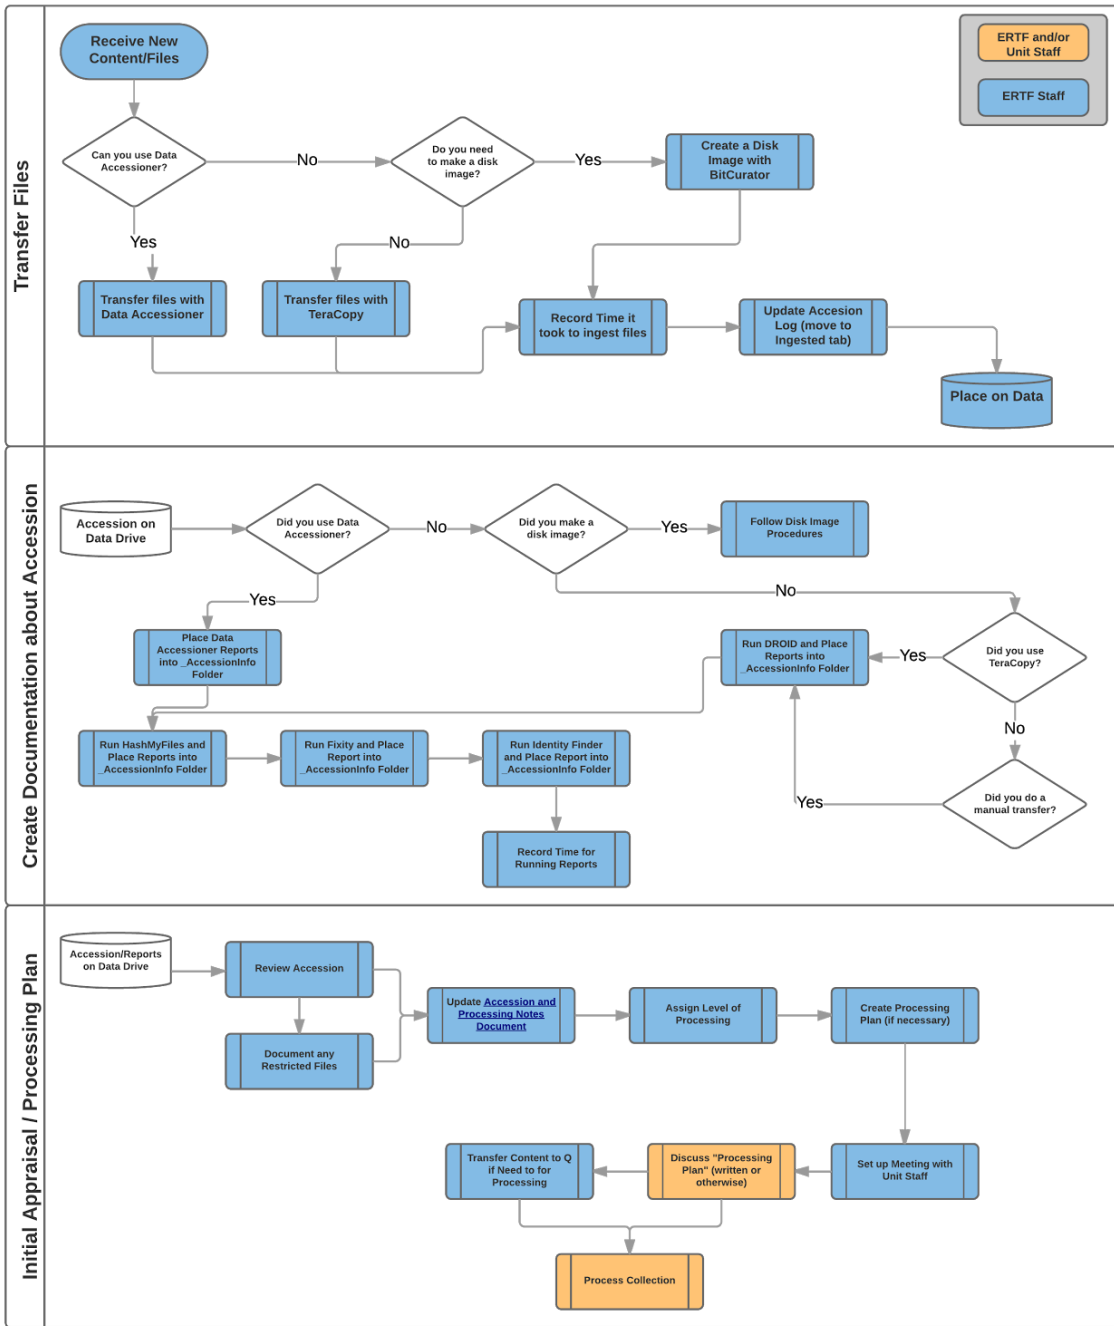 Transfer Files
Receive New
Content/Files
ERTF and/or
Unit Staff
ERTF Staff
Can you use Data
Accessioner?
No
Do you need
to make a disk
image?
Yes
Create a Disk
Image with
BitCurator
Yes
No
Transfer files with
Data Accessioner
Transfer files with
TeraCopy
Record Time it
took to ingest files
Update Accesion
Log (move to
Ingested tab)
Place on Data
Create Documentation about Accession
Accession on
Data Drive
Did you use Data
Accessioner?
No
Did you make a
disk image?
Yes
Follow Disk Image
Procedures
Yes
No
Place Data
Accessioner Reports
into _AccessionInfo
Folder
Run DROID and Place
Reports into
_AccessionInfo Folder
Yes
Did you use
TeraCopy?
No
Run HashMyFiles and
Place Reports into
_AccessionInfo Folder
Run Fixity and Place
Report into
_AccessionInfo Folder
Run Identity Finder
and Place Report into
_AccessionInfo Folder
Yes
Did you do a
manual transfer?
Record Time for
Running Reports
Initial Appraisal / Processing Plan
Accession/Reports
on Data Drive
Review Accession
Document any
Restricted Files
Update Accession and
Processing Notes
Document
Assign Level of
Processing
Create Processing
Plan (if necessary)
Transfer Content to Q
if Need to for
Processing
Discuss "Processing
Plan" (written or
otherwise)
Set up Meeting with
Unit Staff
Process Collection